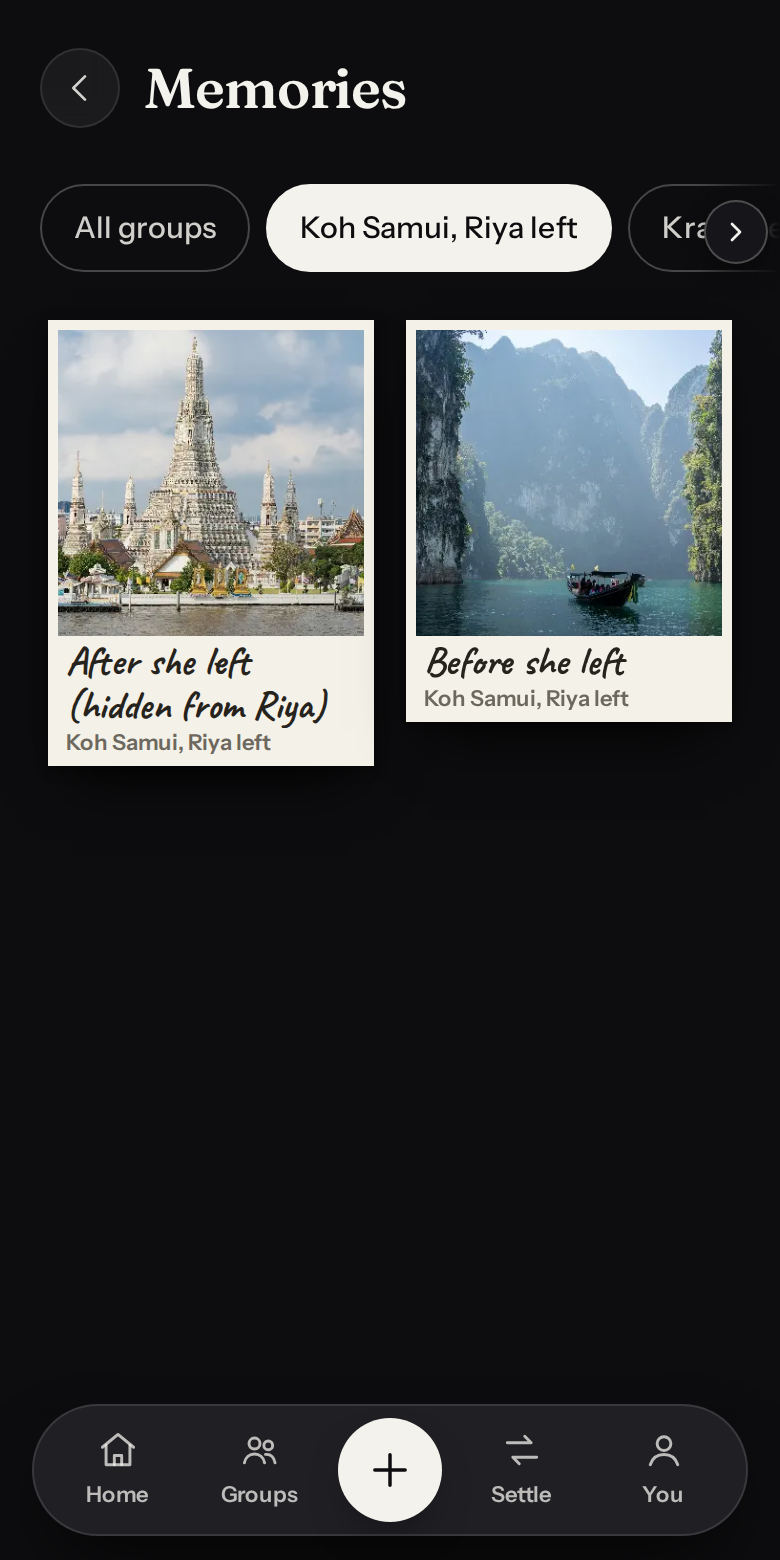 Memories
All groups
Koh Samui, Riya left
Kra
After she left
(hidden from Riya)
Koh Samui, Riya left
Before she left
Koh Samui, Riya left
Home
Groups
Settle
You